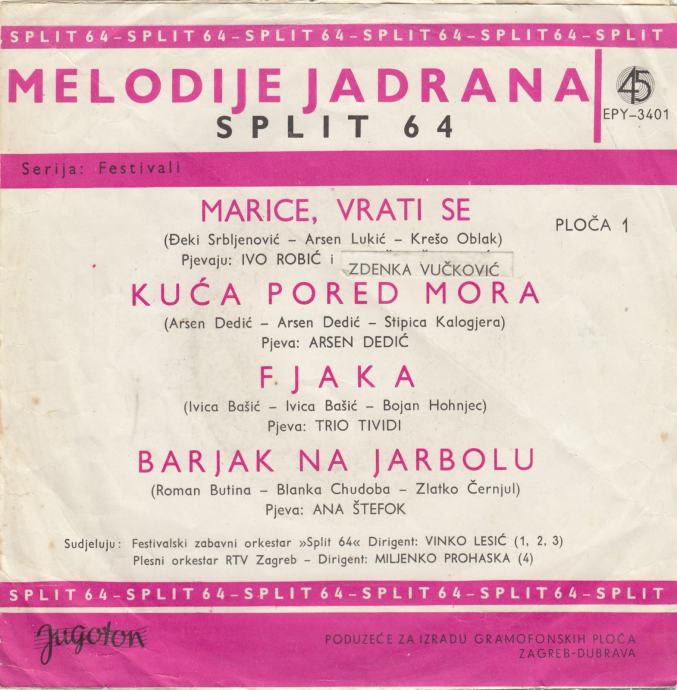 SPLIT 64–SPLIT 64–SPLIT 64–SPLIT 64–SPLIT 64–SPLIT
MELODIJE JADRANA
SPLIT 64
45
EPY–3401
Serija: Festivali
MARICE, VRATI SE
PLOČA 1
(Đeki Srbljenović – Arsen Lukić – Krešo Oblak)
Pjevaju: IVO ROBIĆ i ZDENKA VUČKOVIĆ
KUĆA PORED MORA
(Arsen Dedić – Arsen Dedić – Stipica Kalogjera)
Pjeva: ARSEN DEDIĆ
FJAKA
(Ivica Bašić – Ivica Bašić – Bojan Hohnjec)
Pjeva: TRIO TIVIDI
BARJAK NA JARBOLU
(Roman Butina – Blanka Chudoba – Zlatko Černjul)
Pjeva: ANA ŠTEFOK
Sudjeluju: Festivalski zabavni orkestar »Split 64« Dirigent: VINKO LESIĆ (1, 2, 3)
Plesni orkestar RTV Zagreb – Dirigent: MILJENKO PROHASKA (4)
SPLIT 64–SPLIT 64–SPLIT 64–SPLIT 64–SPLIT 64–SPLIT
Jugoton
PODUZEĆE ZA IZRADU GRAMOFONSKIH PLOČA
ZAGREB-DUBRAVA